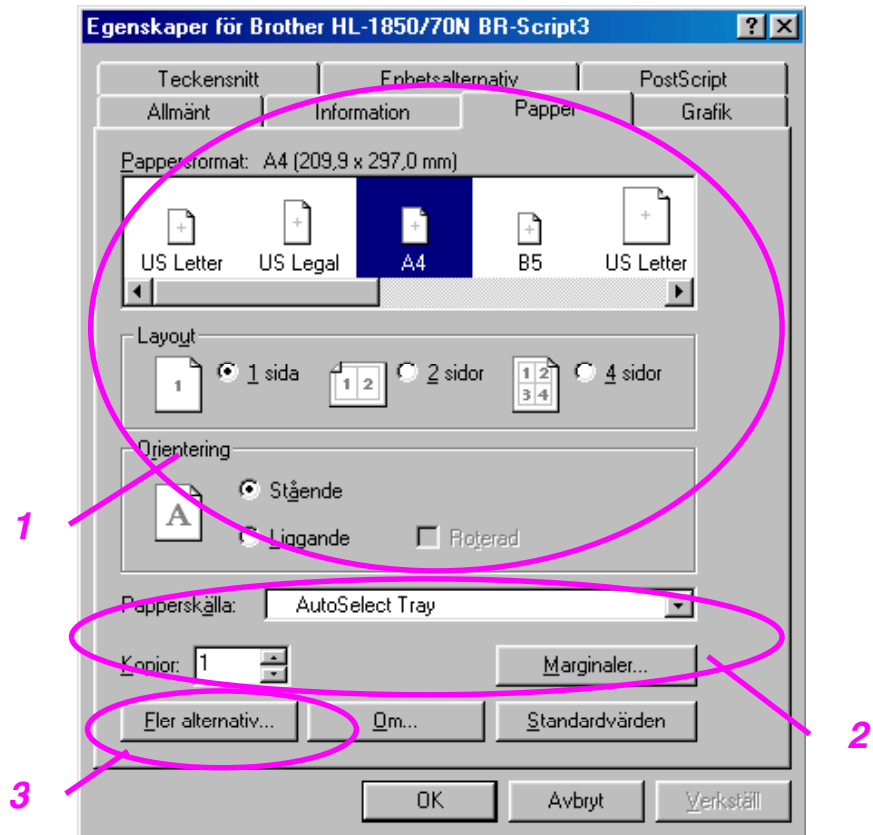 Egenskaper för Brother HL-1850/70N BR-Script3
Teckensnitt Enhetsalternativ PostScript
Allmänt Information Papper Grafik
Pappersformat: A4 (209,9 x 297,0 mm)
US Letter US Legal A4 B5 US Letter
Layout
1 1 sida 1 2 2 sidor 1 2 3 4 4 sidor
Orientering
A Stående
1
Liggande Roterad
Papperskälla: AutoSelect Tray
Kopior: 1 Marginaler...
Fler alternativ... Om... Standardvärden
2
3
OK Avbryt Verkställ